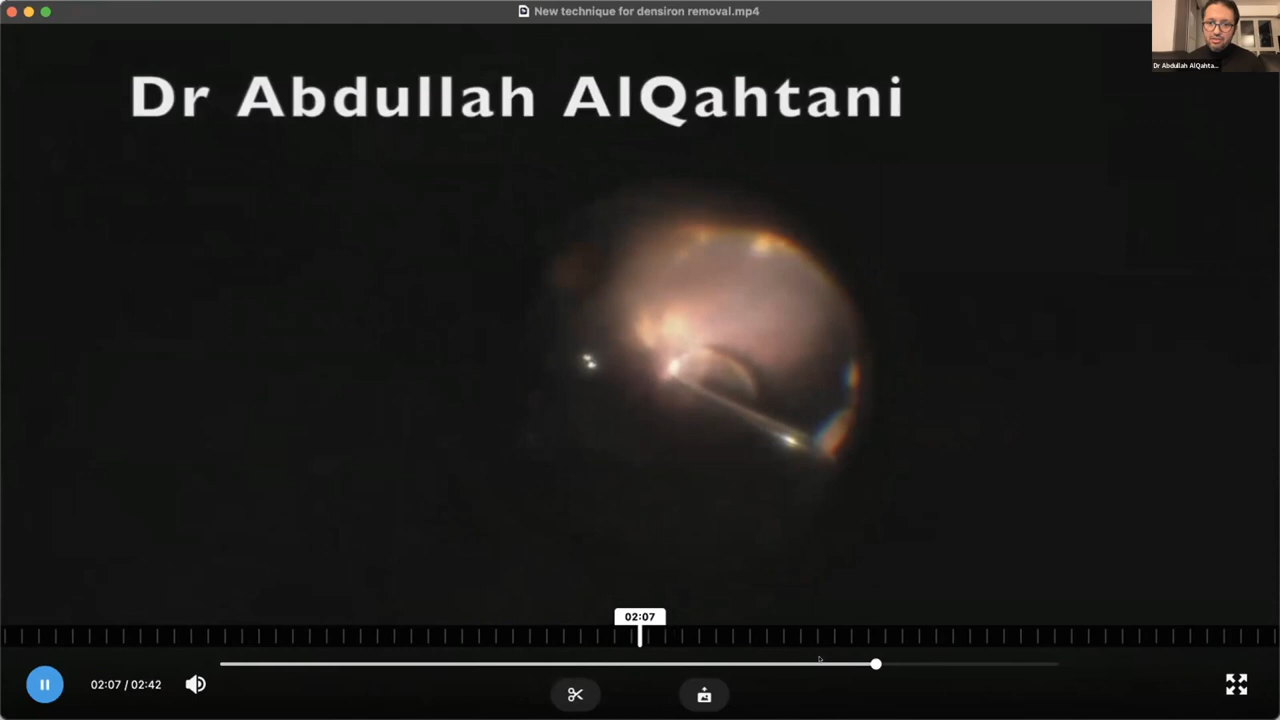 New technique for densiron removal.mp4
Dr Abdullah AlQahta...
Dr Abdullah AlQahtani
02:07
02:07 / 02:42